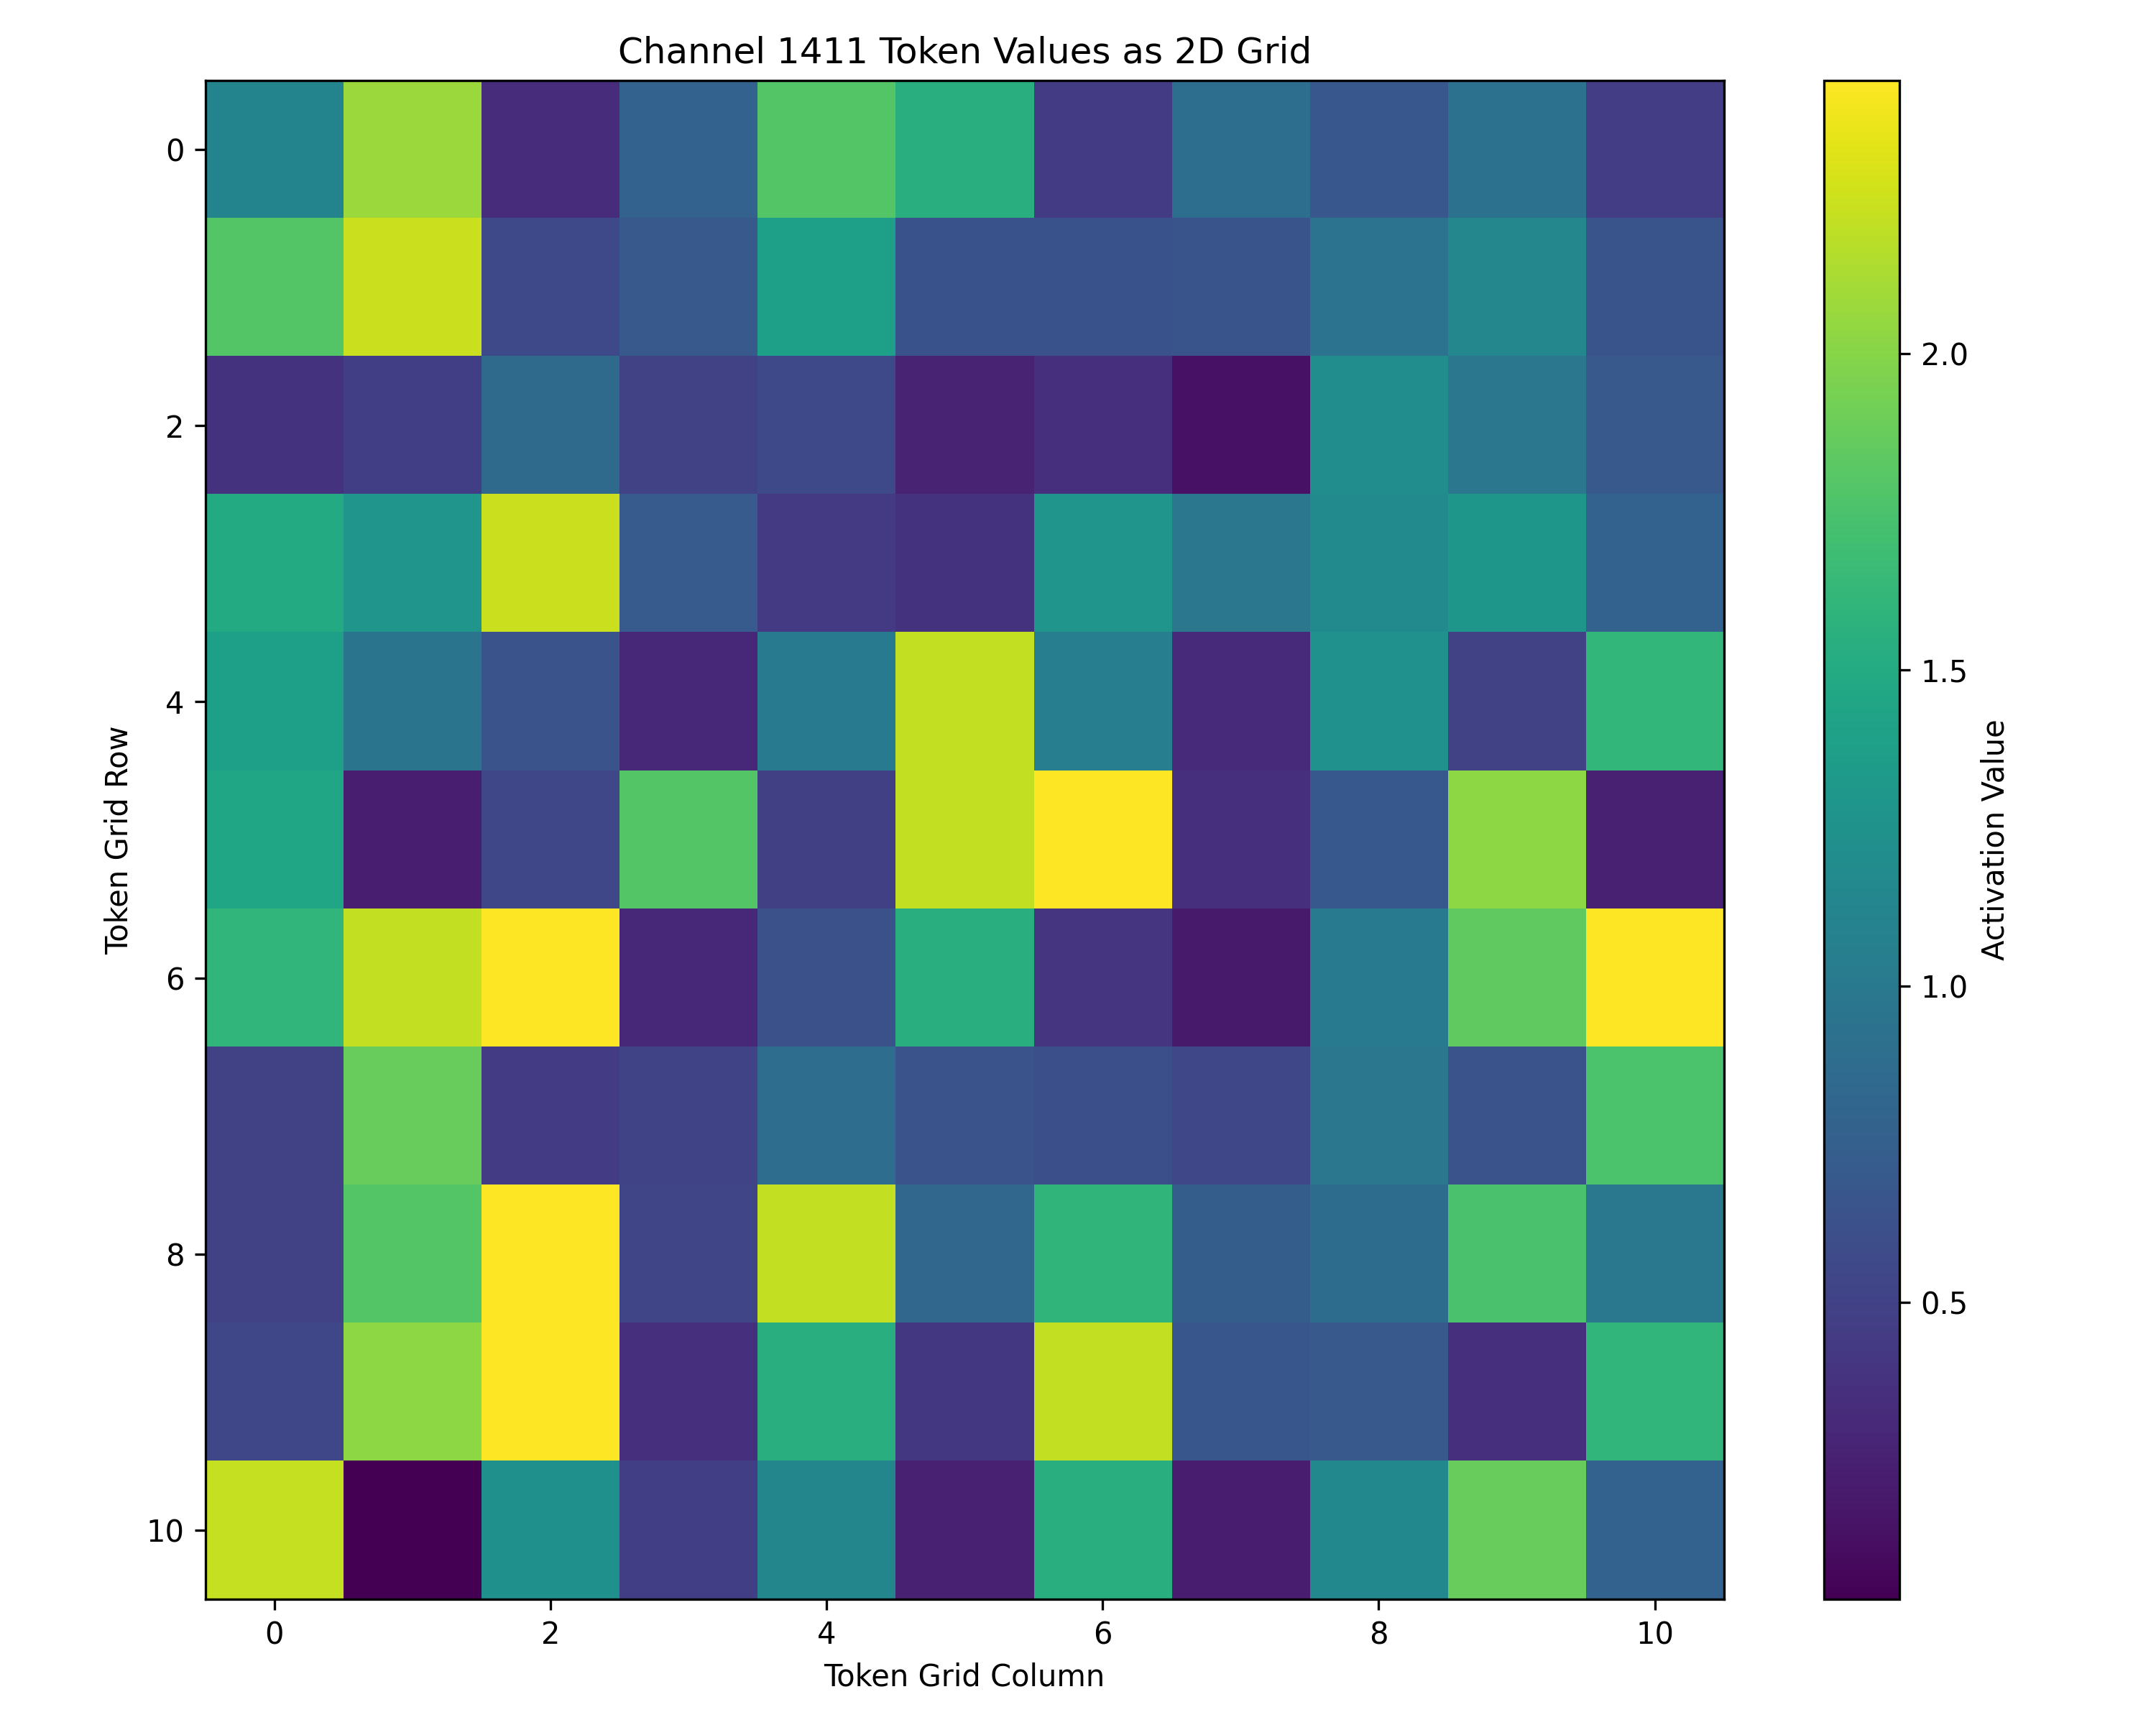 Channel 1411 Token Values as 2D Grid
0
2
4
6
8
10
Token Grid Row
0 2 4 6 8 10
Token Grid Column
2.0
1.5
1.0
0.5
Activation Value